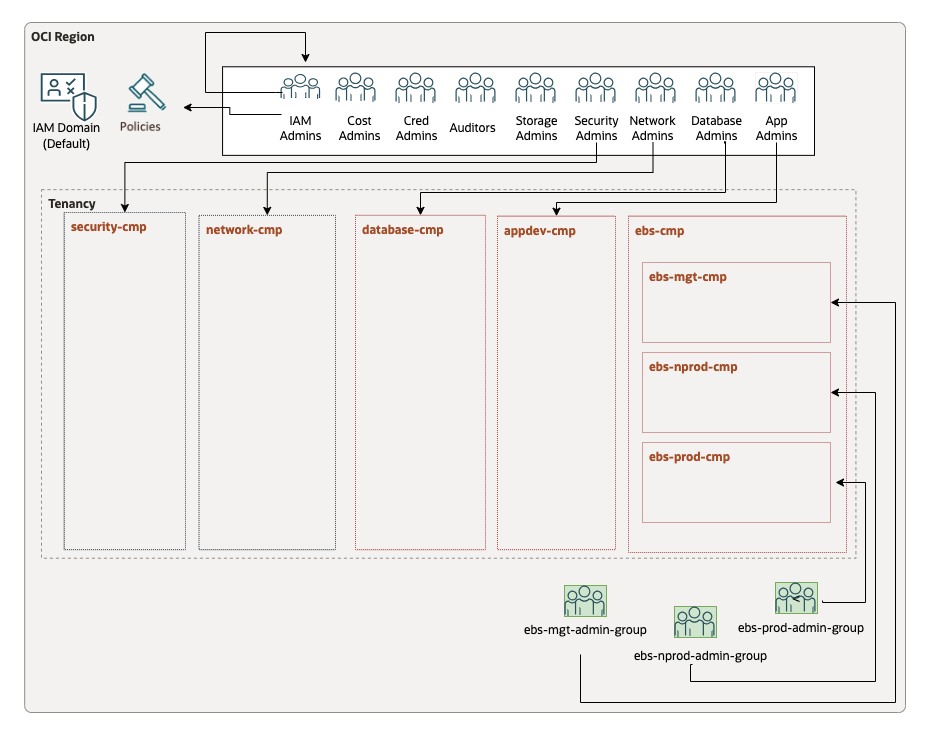 OCI Region
IAM Domain
(Default)
Policies
IAM
Admins
Cost
Admins
Cred
Admins
Auditors
Storage
Admins
Security
Admins
Network
Admins
Database
Admins
App
Admins
Tenancy
security-cmp
network-cmp
database-cmp
appdev-cmp
ebs-cmp
ebs-mgt-cmp
ebs-nprod-cmp
ebs-prod-cmp
ebs-mgt-admin-group
ebs-nprod-admin-group
ebs-prod-admin-group